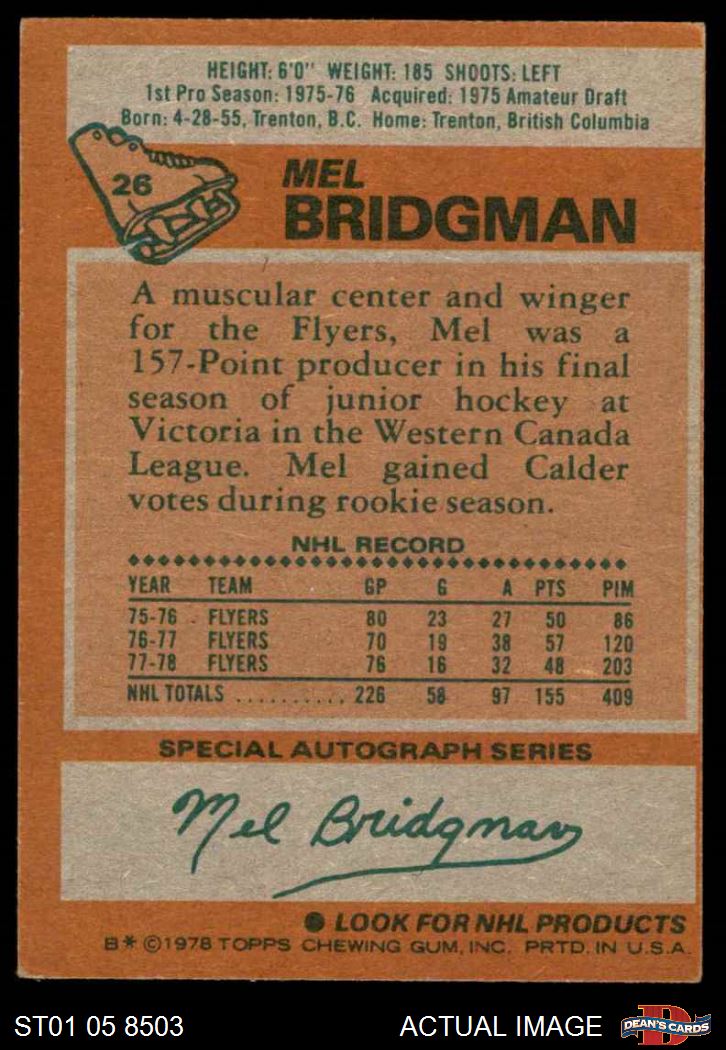 HEIGHT: 6'0" WEIGHT: 185 SHOOTS: LEFT
1st Pro Season: 1975-76 Acquired: 1975 Amateur Draft
Born: 4-28-55, Trenton, B.C. Home: Trenton, British Columbia
26
MEL
BRIDGMAN
A muscular center and winger
for the Flyers, Mel was a
157-Point producer in his final
season of junior hockey at
Victoria in the Western Canada
League. Mel gained Calder
votes during rookie season.
NHL RECORD
YEAR TEAM GP G A PTS PIM
75-76 FLYERS 80 23 27 50 86
76-77 FLYERS 70 19 38 57 120
77-78 FLYERS 76 16 32 48 203
NHL TOTALS .......... 226 58 97 155 409
SPECIAL AUTOGRAPH SERIES
Mel Bridgman
● LOOK FOR NHL PRODUCTS
B* ©1978 TOPPS CHEWING GUM, INC. PRTD. IN U.S.A.
ST01 05 8503 ACTUAL IMAGE D DEAN'S CARDS